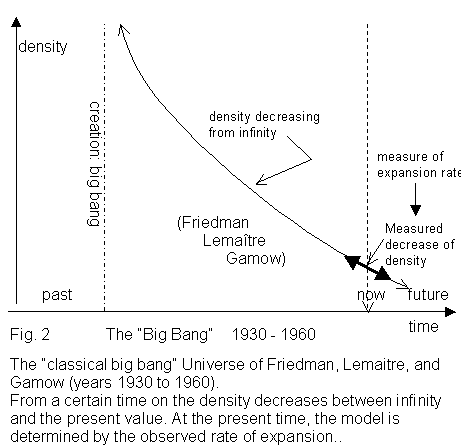 density
creation: big bang
density decreasing
from infinity
measure of
expansion rate
(Friedman
Lemaître
Gamow)
Measured
decrease of
density
past
now
future
time
Fig. 2 The "Big Bang" 1930 - 1960
The "classical big bang" Universe of Friedman, Lemaitre, and
Gamow (years 1930 to 1960).
From a certain time on the density decreases between infinity
and the present value. At the present time, the model is
determined by the observed rate of expansion..